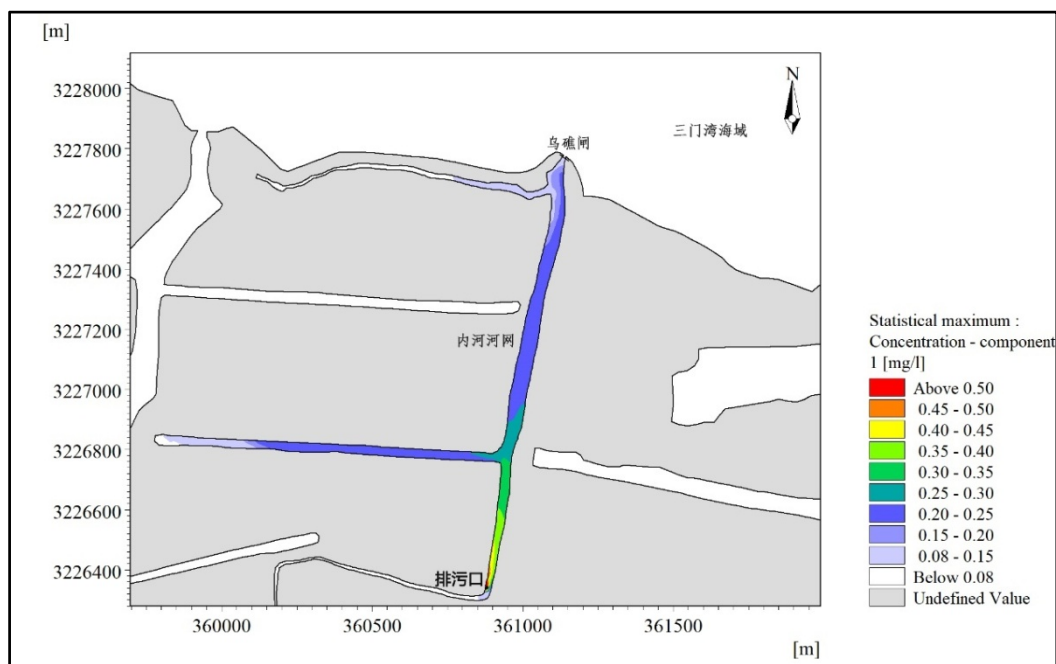 [m]
3228000
3227800
3227600
3227400
3227200
3227000
3226800
3226600
3226400
360000
360500
361000
361500
[m]
N
三门湾海域
乌礁闸
内河河网
排污口
Statistical maximum :
Concentration - component
1 [mg/l]
Above 0.50
0.45 - 0.50
0.40 - 0.45
0.35 - 0.40
0.30 - 0.35
0.25 - 0.30
0.20 - 0.25
0.15 - 0.20
0.08 - 0.15
Below 0.08
Undefined Value